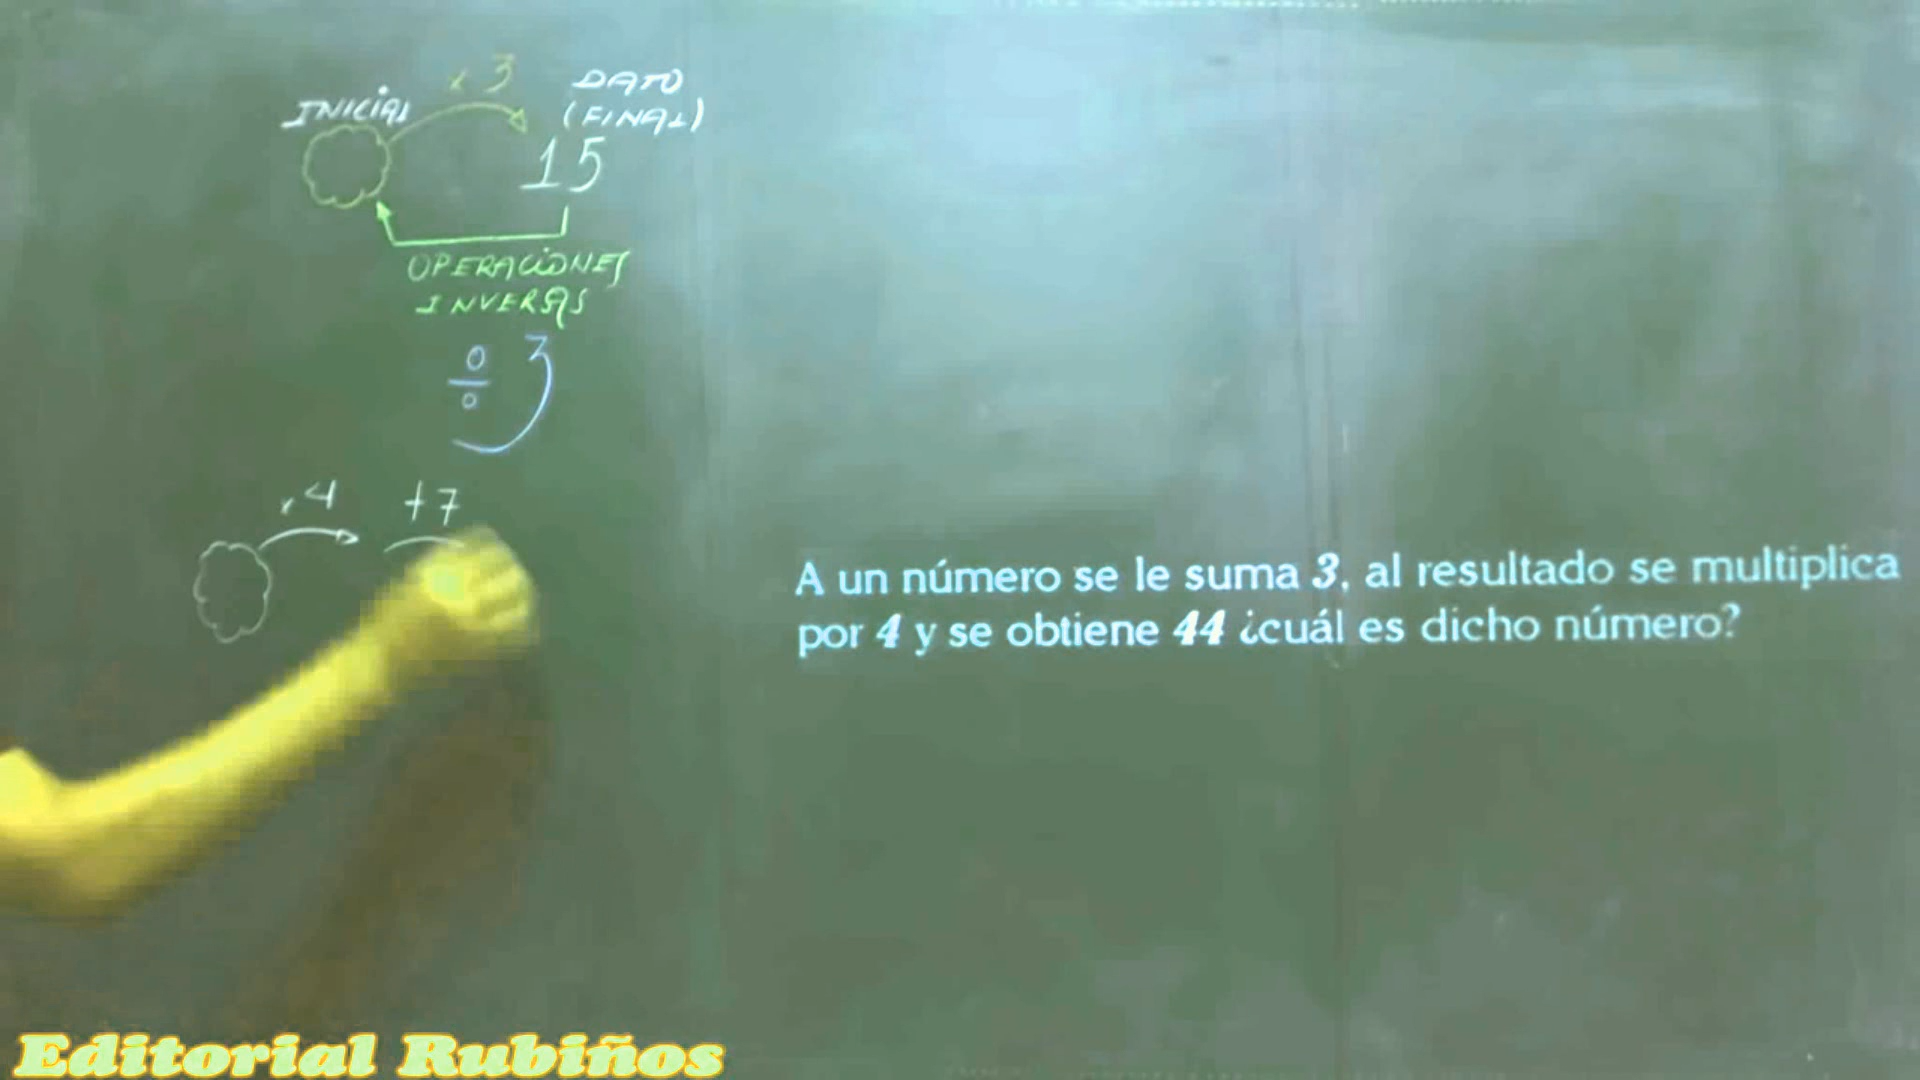 x 3
INICIAL
DATO
(FINAL)
15
OPERACIONES
INVERSAS
÷ 3
x4
+7
A un número se le suma 3, al resultado se multiplica
por 4 y se obtiene 44 ¿cuál es dicho número?
Editorial Rubiños